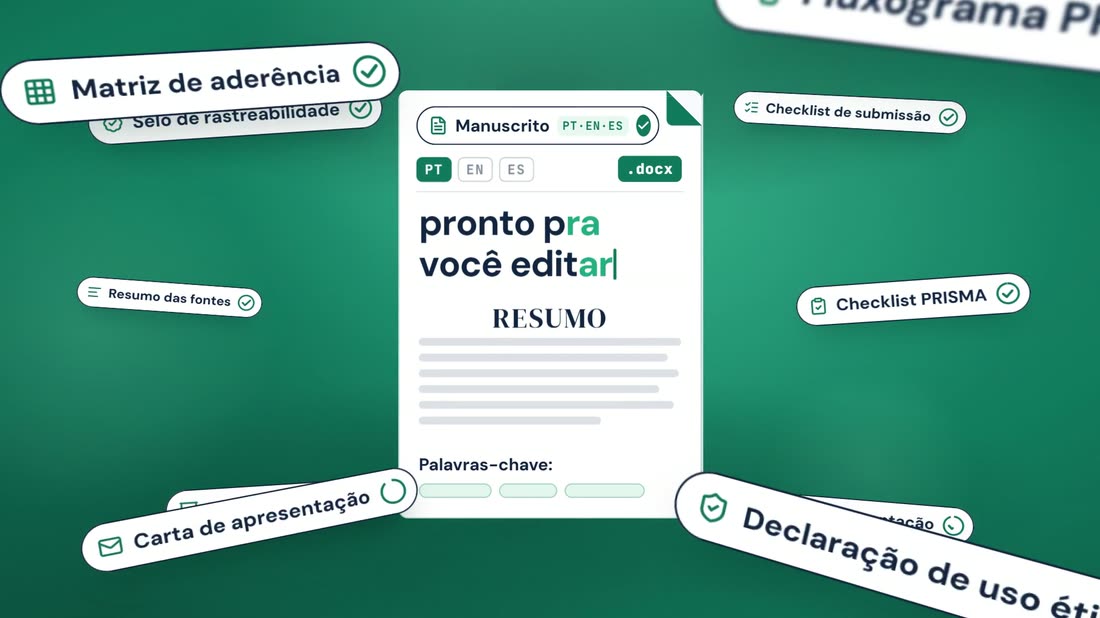 Fluxograma
Matriz de aderência
Selo de rastreabilidade
Checklist de submissão
Manuscrito PT·EN·ES
PT EN ES .docx
pronto pra
você editar
Resumo das fontes
Checklist PRISMA
RESUMO
Palavras-chave:
Carta de apresentação
Declaração de uso